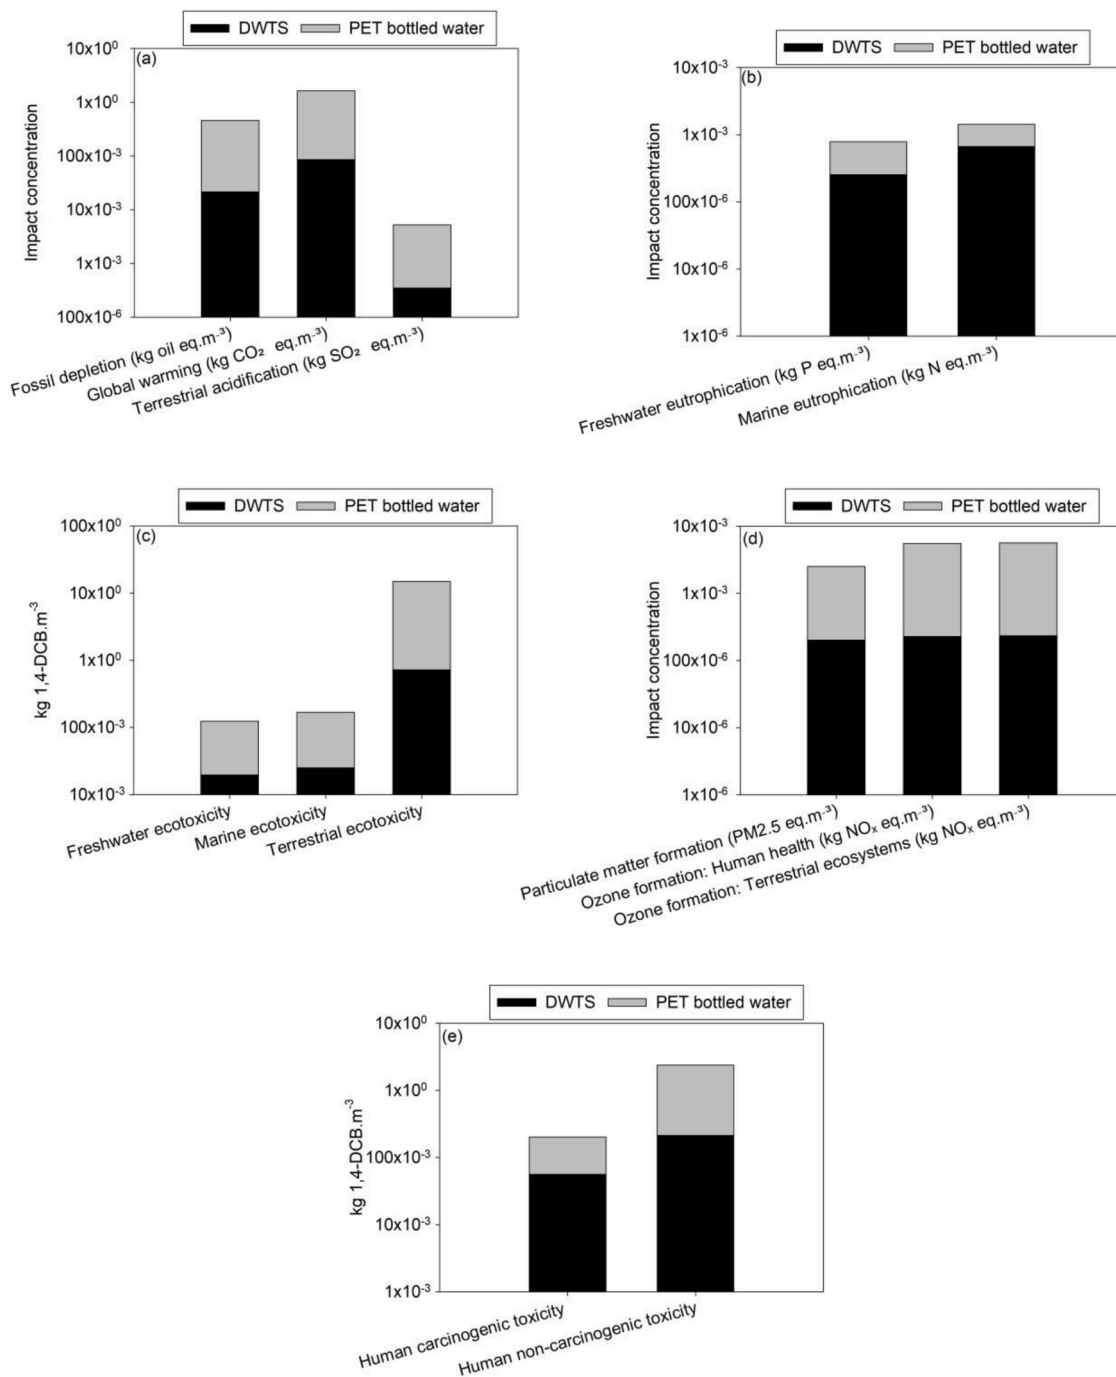 DWTS PET bottled water
(a)
10x10⁰
1x10⁰
100x10⁻³
10x10⁻³
1x10⁻³
100x10⁻⁶
Impact concentration
Fossil depletion (kg oil eq.m⁻³)
Global warming (kg CO₂ eq.m⁻³)
Terrestrial acidification (kg SO₂ eq.m⁻³)
DWTS PET bottled water
(b)
10x10⁻³
1x10⁻³
100x10⁻⁶
10x10⁻⁶
1x10⁻⁶
Impact concentration
Freshwater eutrophication (kg P eq.m⁻³)
Marine eutrophication (kg N eq.m⁻³)
DWTS PET bottled water
(c)
100x10⁰
10x10⁰
1x10⁰
100x10⁻³
10x10⁻³
kg 1,4-DCB.m⁻³
Freshwater ecotoxicity
Marine ecotoxicity
Terrestrial ecotoxicity
DWTS PET bottled water
(d)
10x10⁻³
1x10⁻³
100x10⁻⁶
10x10⁻⁶
1x10⁻⁶
Impact concentration
Particulate matter formation (PM2.5 eq.m⁻³)
Ozone formation: Human health (kg NOₓ eq.m⁻³)
Ozone formation: Terrestrial ecosystems (kg NOₓ eq.m⁻³)
DWTS PET bottled water
(e)
10x10⁰
1x10⁰
100x10⁻³
10x10⁻³
1x10⁻³
kg 1,4-DCB.m⁻³
Human carcinogenic toxicity
Human non-carcinogenic toxicity